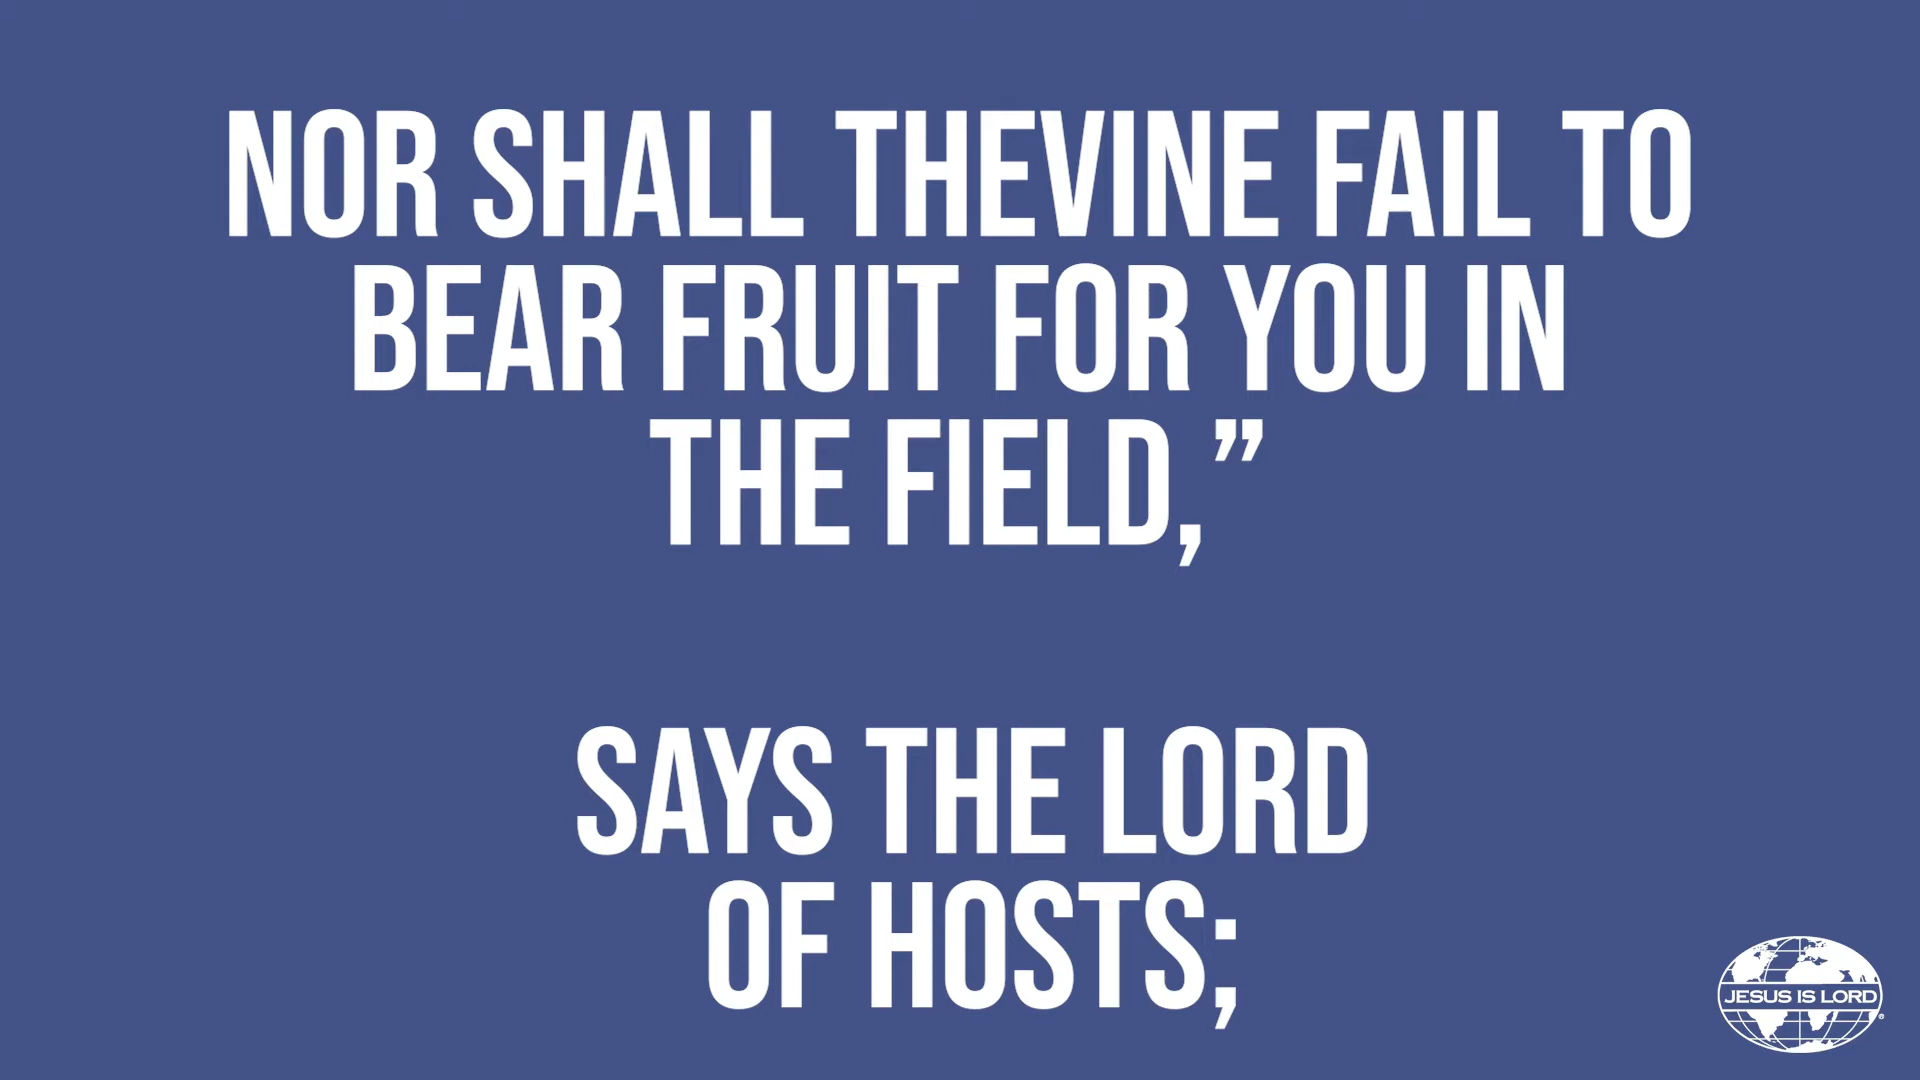 NOR SHALL THEVINE FAIL TO
BEAR FRUIT FOR YOU IN
THE FIELD,”
SAYS THE LORD
OF HOSTS;
JESUS IS LORD
®